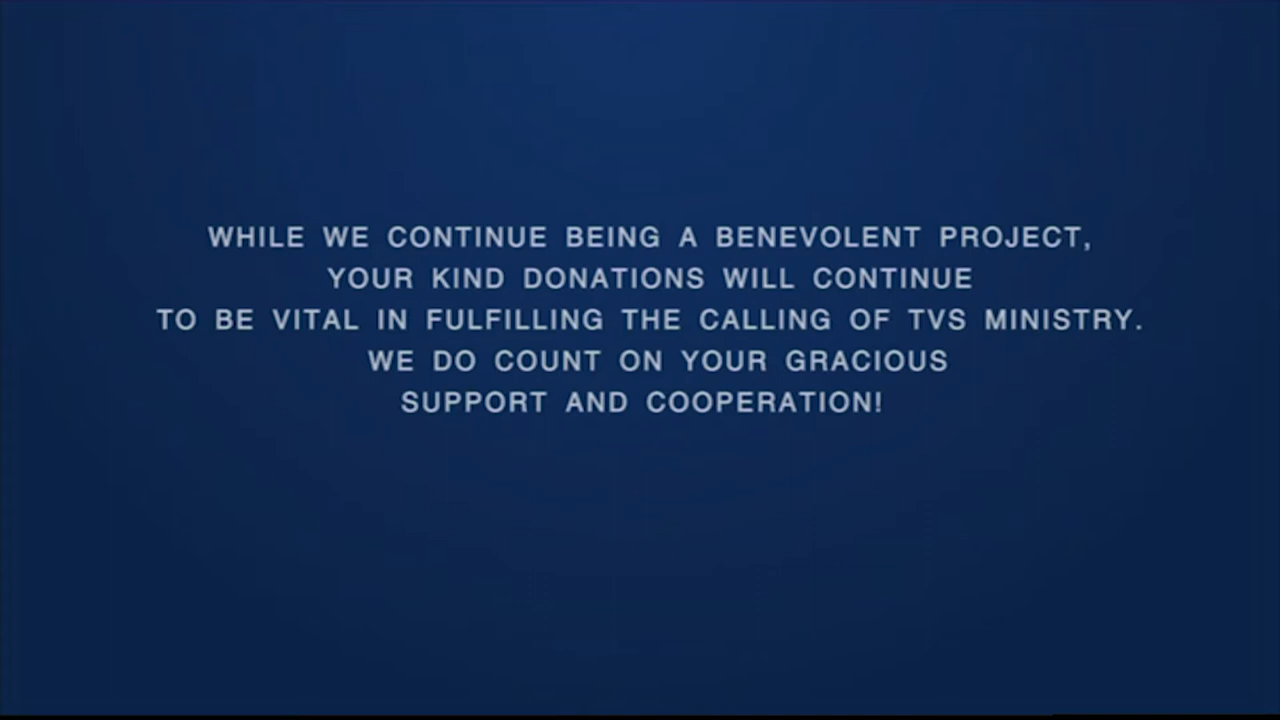 WHILE WE CONTINUE BEING A BENEVOLENT PROJECT,
YOUR KIND DONATIONS WILL CONTINUE
TO BE VITAL IN FULFILLING THE CALLING OF TVS MINISTRY.
WE DO COUNT ON YOUR GRACIOUS
SUPPORT AND COOPERATION!